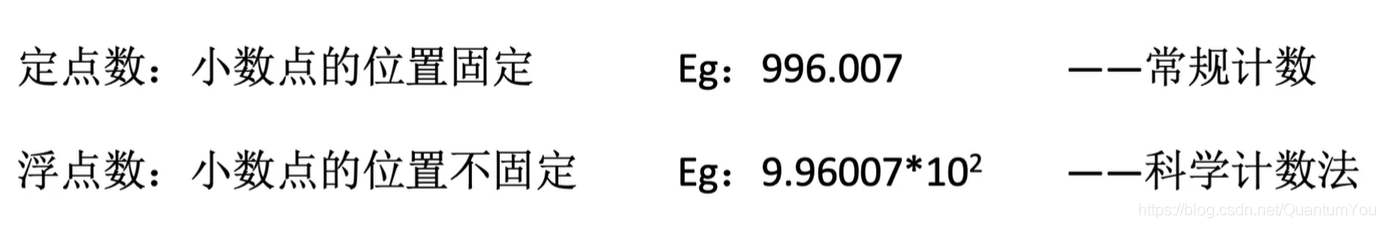 定点数：小数点的位置固定 Eg：996.007 ——常规计数
浮点数：小数点的位置不固定 Eg：9.96007*10² ——科学计数法
https://blog.csdn.net/QuantumYou